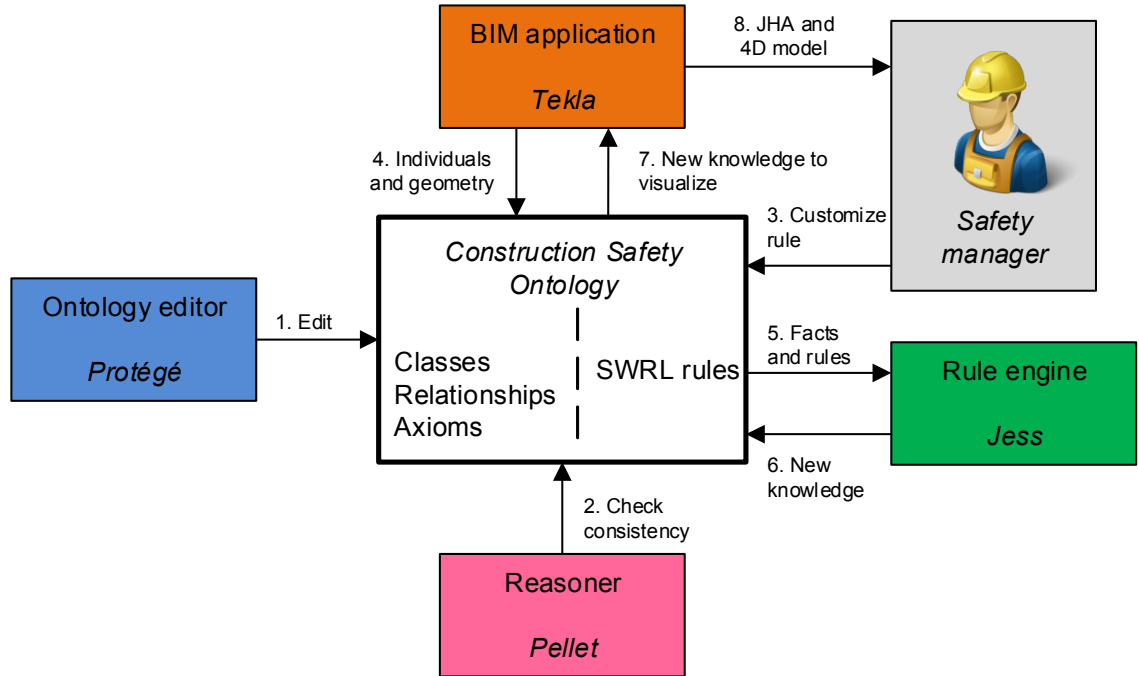 BIM application
Tekla
8. JHA and
4D model
4. Individuals
and geometry
7. New knowledge to
visualize
3. Customize
rule
Safety
manager
Construction Safety
Ontology
Ontology editor
Protégé
1. Edit
Classes
Relationships
Axioms
SWRL rules
5. Facts
and rules
Rule engine
Jess
6. New
knowledge
2. Check
consistency
Reasoner
Pellet